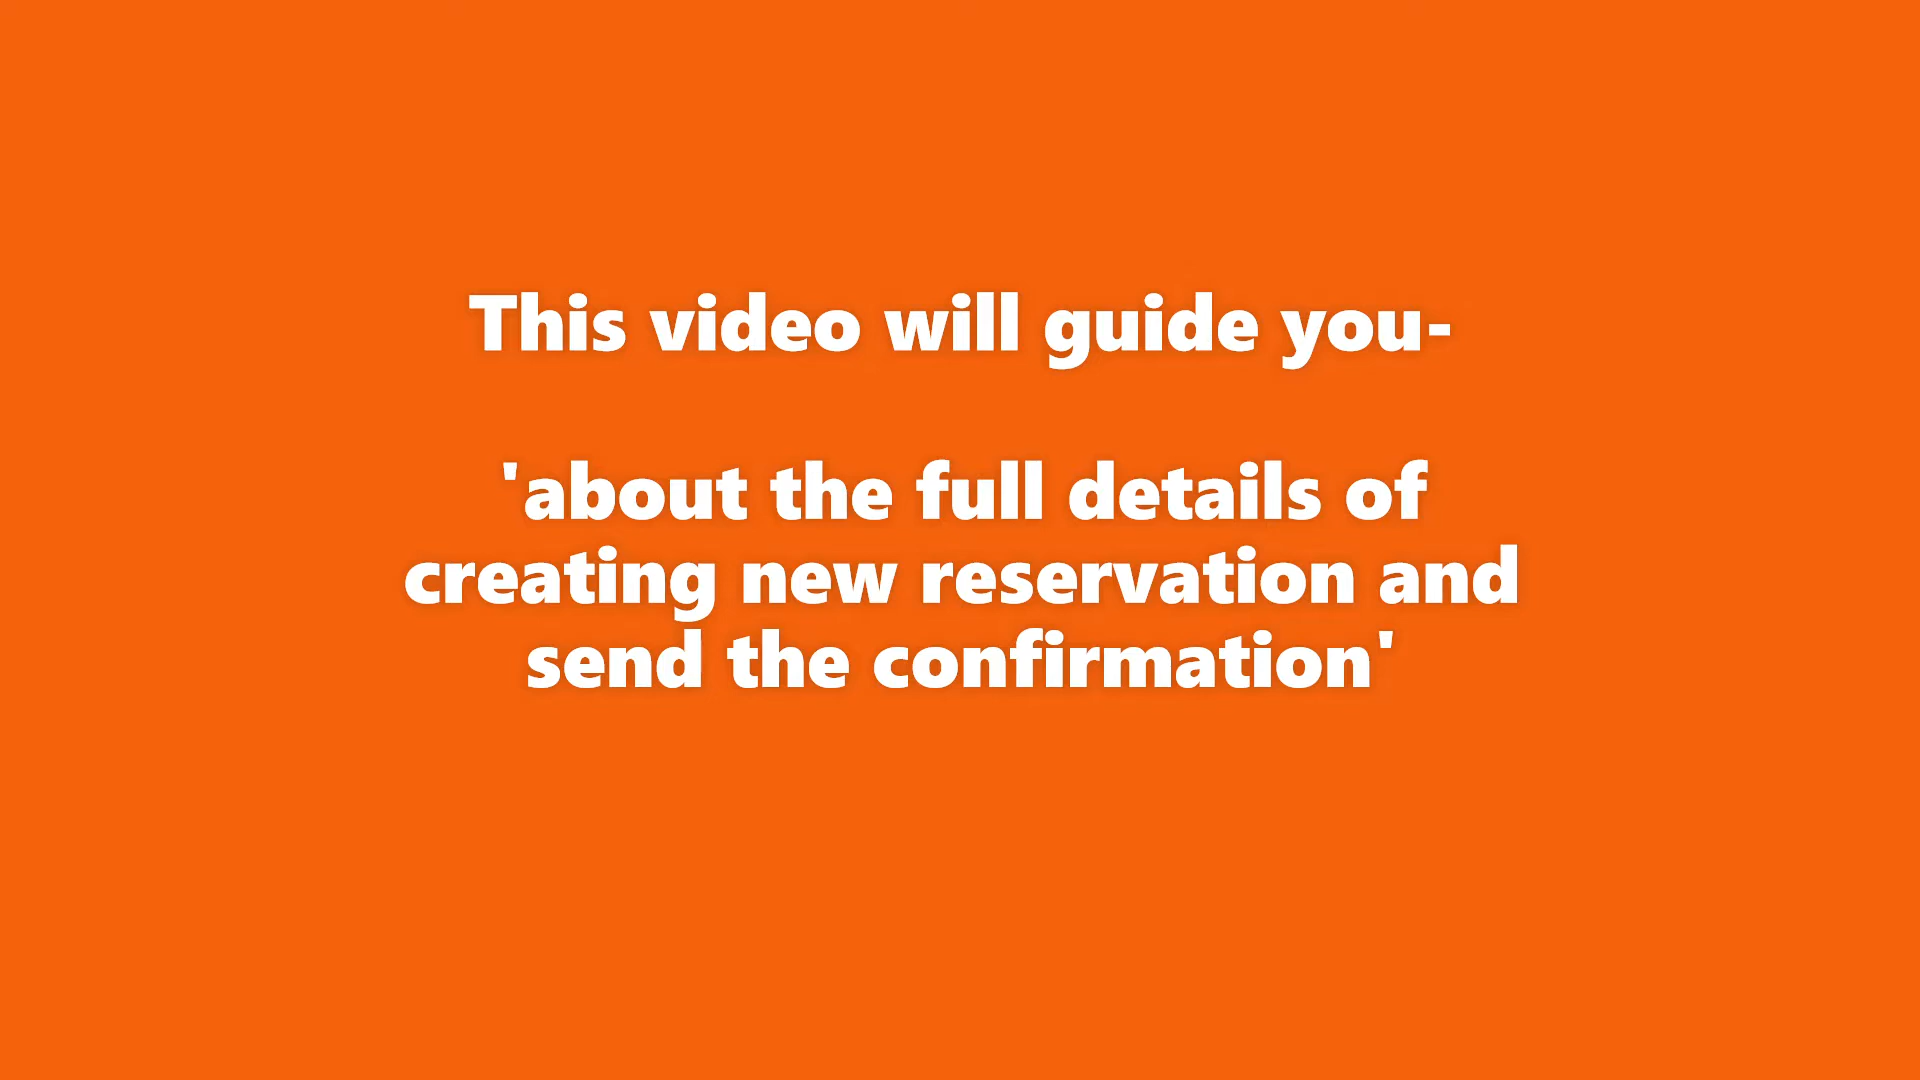 This video will guide you-
'about the full details of
creating new reservation and
send the confirmation'